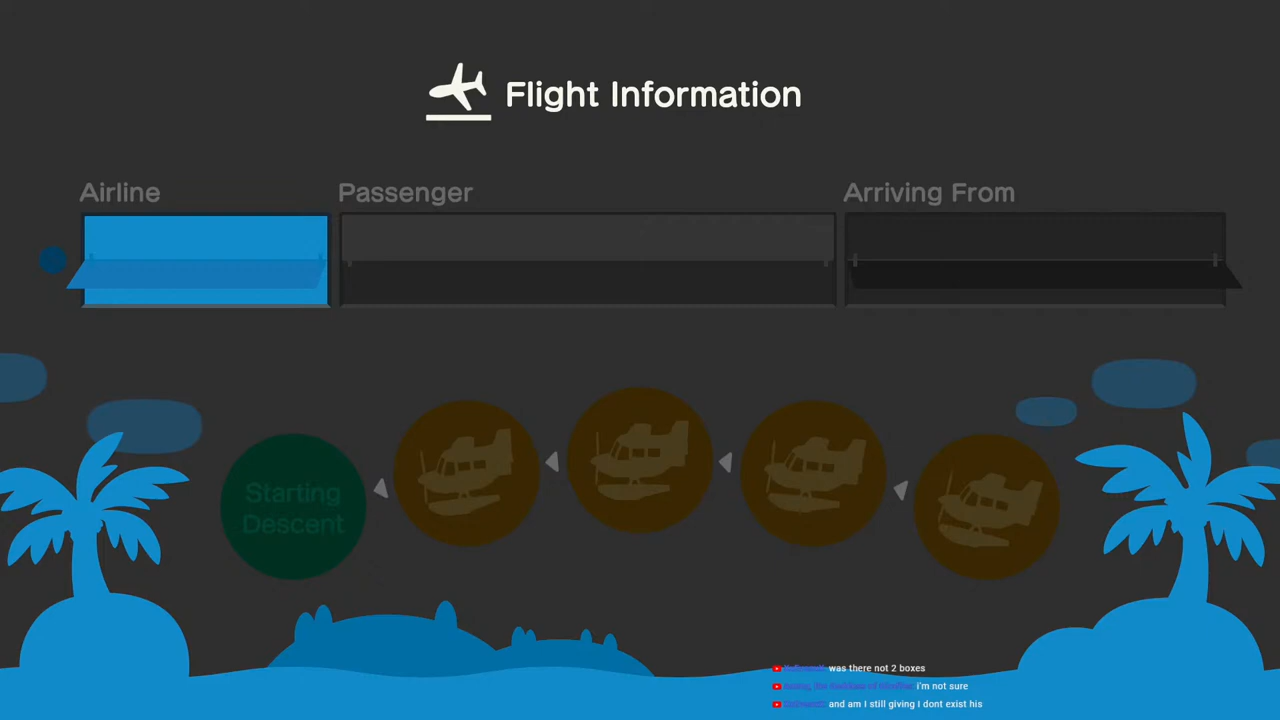 Flight Information
Airline
Passenger
Arriving From
Starting
Descent
was there not 2 boxes
i'm not sure
and am I still giving I dont exist his